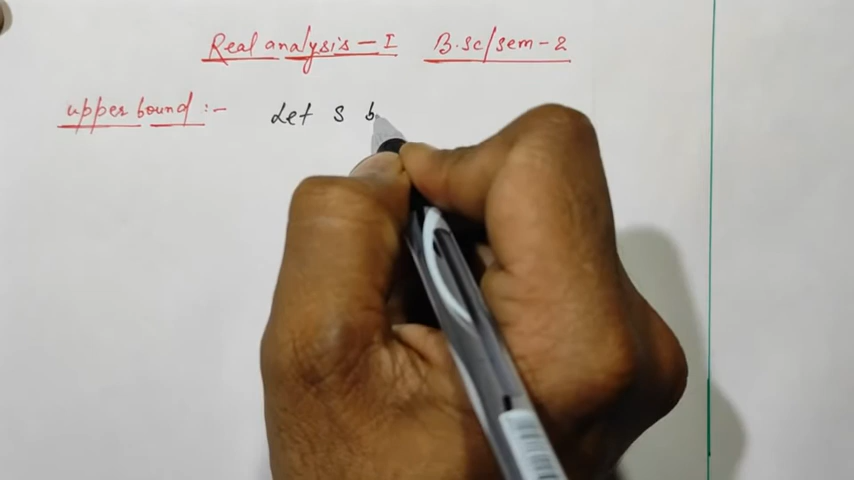 Real analysis - I B.sc/sem-2
upper bound :- Let S b